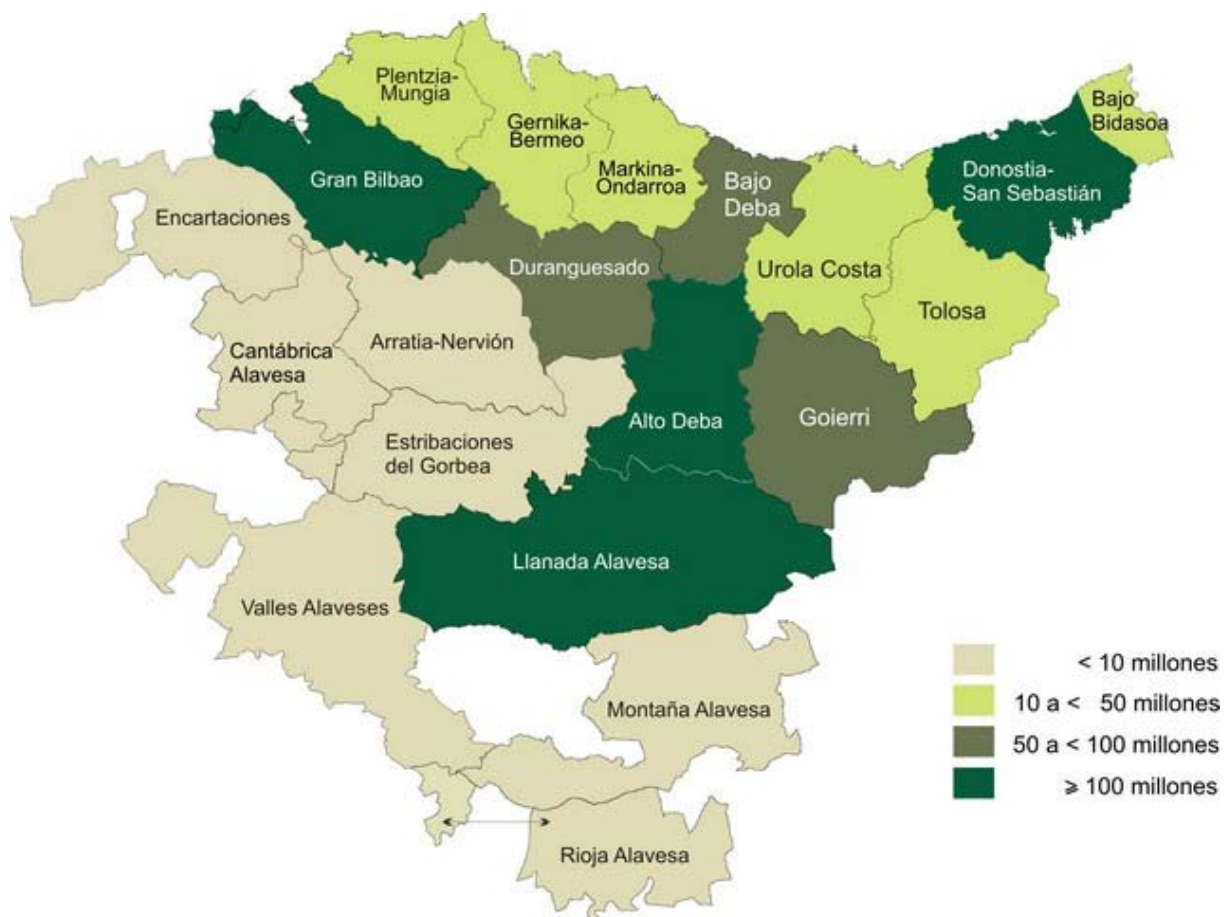 Plentzia-
Mungia
Gernika-
Bermeo
Markina-
Ondarroa
Bajo
Deba
Bajo
Bidasoa
Donostia-
San Sebastián
Gran Bilbao
Encartaciones
Duranguesado
Urola Costa
Tolosa
Cantábrica
Alavesa
Arratia-Nervión
Alto Deba
Goierri
Estribaciones
del Gorbea
Llanada Alavesa
Valles Alaveses
Montaña Alavesa
Rioja Alavesa
< 10 millones
10 a < 50 millones
50 a < 100 millones
⩾ 100 millones